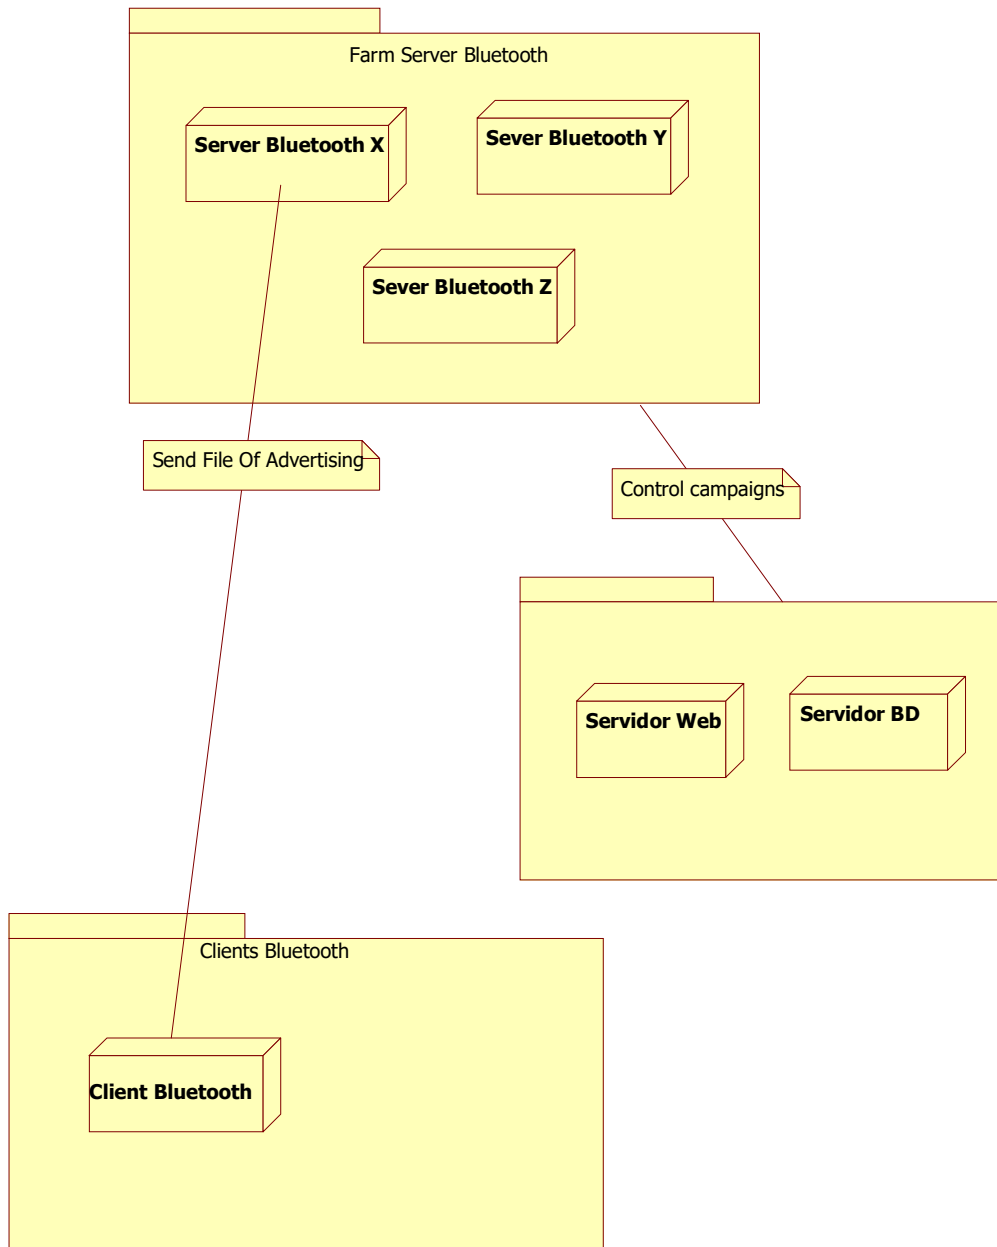 Farm Server Bluetooth
Server Bluetooth X
Sever Bluetooth Y
Sever Bluetooth Z
Send File Of Advertising
Control campaigns
Servidor Web
Servidor BD
Clients Bluetooth
Client Bluetooth